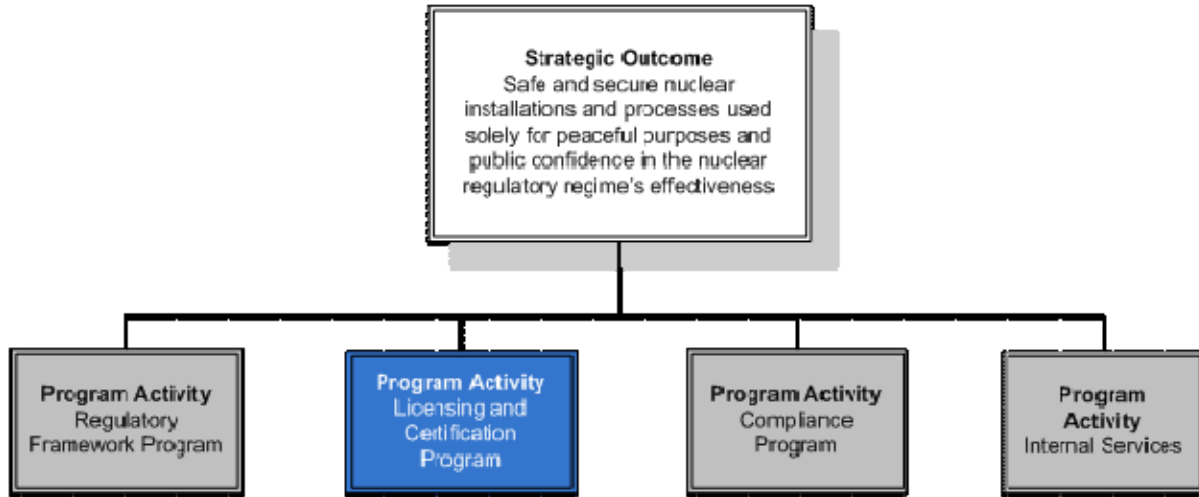 Strategic Outcome
Safe and secure nuclear
installations and processes used
solely for peaceful purposes and
public confidence in the nuclear
regulatory regime's effectiveness
Program Activity
Regulatory
Framework Program
Program Activity
Licensing and
Certification
Program
Program Activity
Compliance
Program
Program
Activity
Internal Services